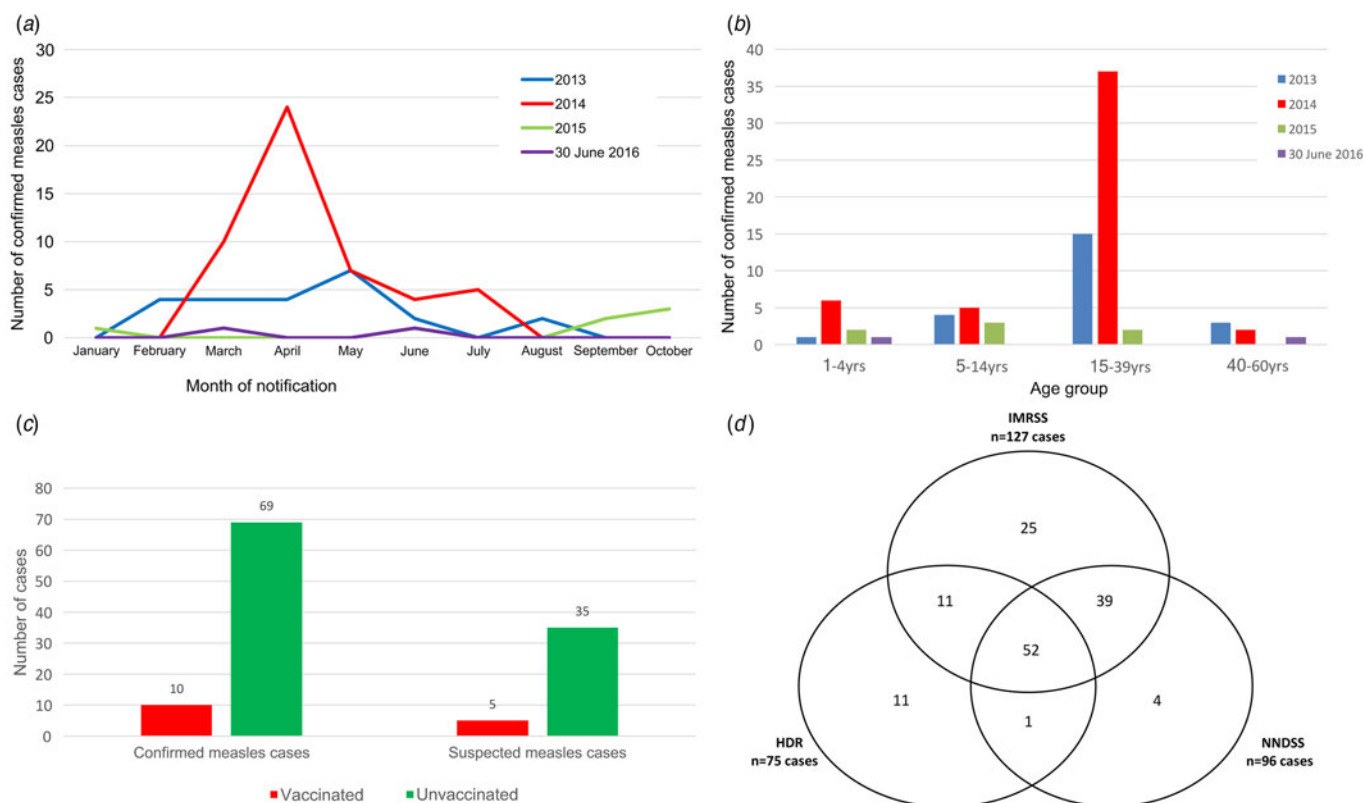 (a)
30
25
20
15
10
5
0
Number of confirmed measles cases
2013
2014
2015
30 June 2016
January February March April May June July August September October
Month of notification
(b)
40
35
30
25
20
15
10
5
0
Number of confirmed measles cases
2013
2014
2015
30 June 2016
1-4yrs 5-14yrs 15-39yrs 40-60yrs
Age group
(c)
80
70
60
50
40
30
20
10
0
Number of cases
10
69
5
35
Confirmed measles cases Suspected measles cases
Vaccinated Unvaccinated
(d)
IMRSS
n=127 cases
25
11
39
52
11
1
4
HDR
n=75 cases
NNDSS
n=96 cases